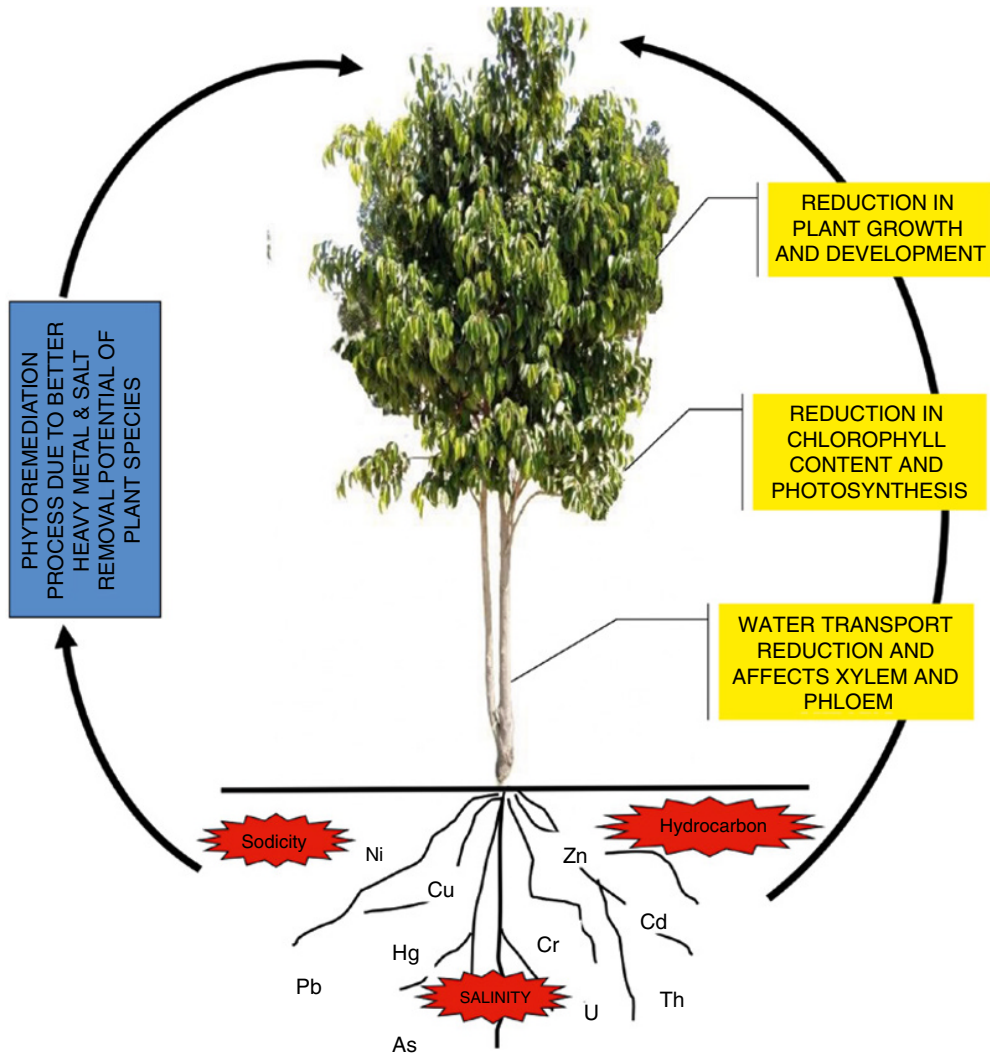 REDUCTION IN
PLANT GROWTH
AND DEVELOPMENT
PHYTOREMEDIATION
PROCESS DUE TO BETTER
HEAVY METAL & SALT
REMOVAL POTENTIAL OF
PLANT SPECIES
REDUCTION IN
CHLOROPHYLL
CONTENT AND
PHOTOSYNTHESIS
WATER TRANSPORT
REDUCTION AND
AFFECTS XYLEM AND
PHLOEM
Sodicity
Hydrocarbon
Ni
Zn
Cu
Cd
Hg
Cr
Pb
SALINITY
U
Th
As